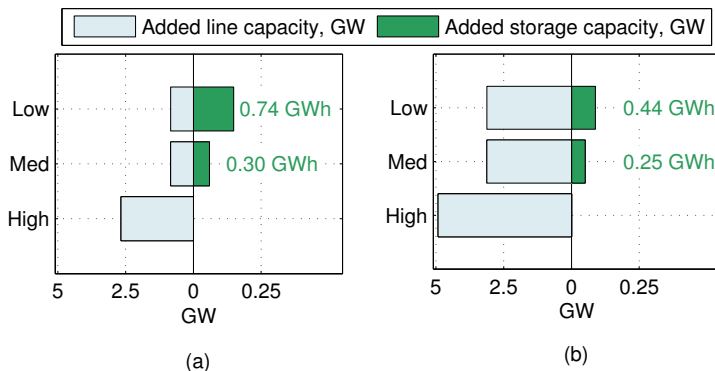 Added line capacity, GW Added storage capacity, GW
Low 0.74 GWh
Med 0.30 GWh
High
5 2.5 0 0.25
GW
(a)
Low 0.44 GWh
Med 0.25 GWh
High
5 2.5 0 0.25
GW
(b)